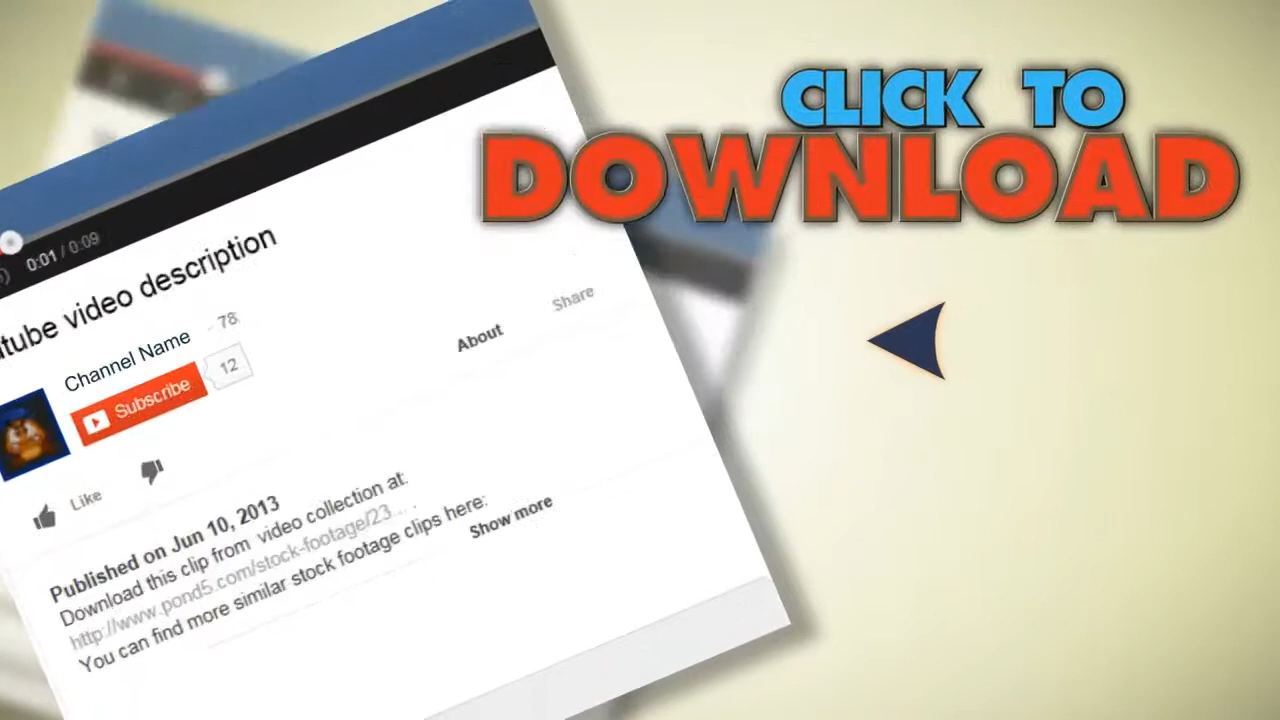 CLICK TO
DOWNLOAD
0:01 / 0:09
tube video description
Channel Name
78
Subscribe
12
About
Share
Like
Published on Jun 10, 2013
Download this clip from video collection at:
http://www.pond5.com/stock-footage/23...
You can find more similar stock footage clips here:
Show more